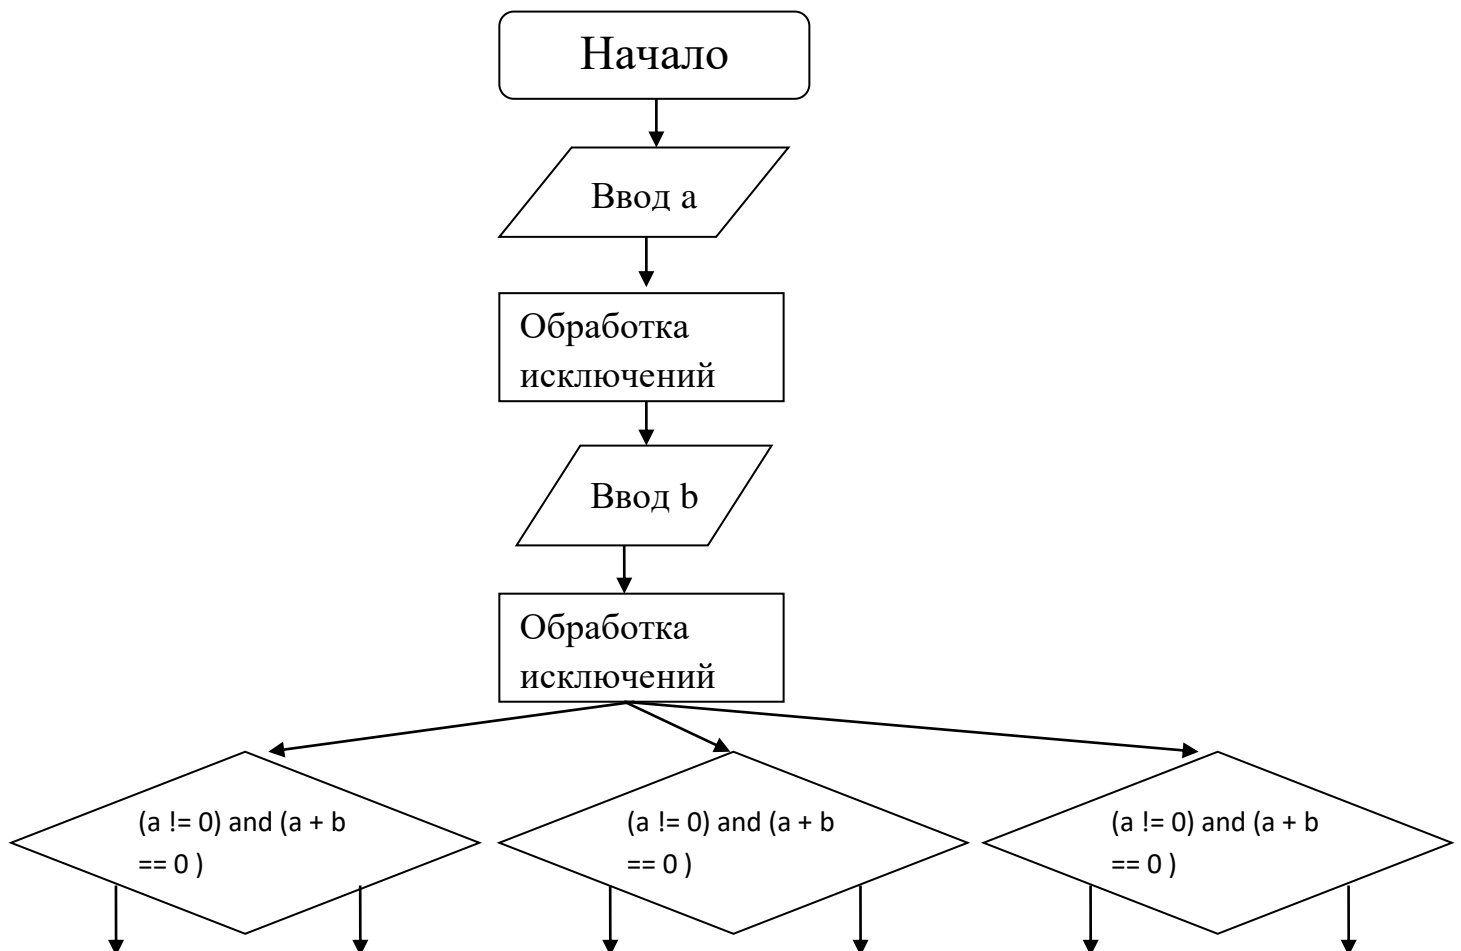 Начало
Ввод a
Обработка
исключений
Ввод b
Обработка
исключений
(a != 0) and (a + b
== 0 )
(a != 0) and (a + b
== 0 )
(a != 0) and (a + b
== 0 )